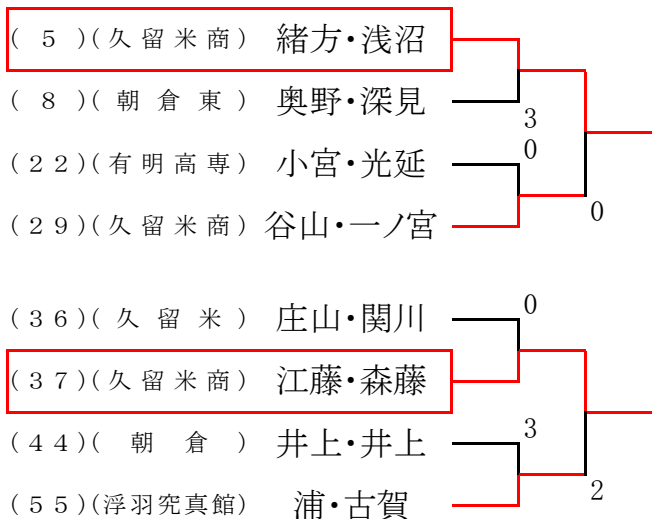 (５)(久留米商) 緒方・浅沼
(８)(朝倉東) 奥野・深見
3
0
(２２)(有明高専) 小宮・光延
(２９)(久留米商) 谷山・一ノ宮
0
(３６)(久留米) 庄山・関川
0
(３７)(久留米商) 江藤・森藤
(４４)(朝倉) 井上・井上
3
(５５)(浮羽究真館) 浦・古賀
2